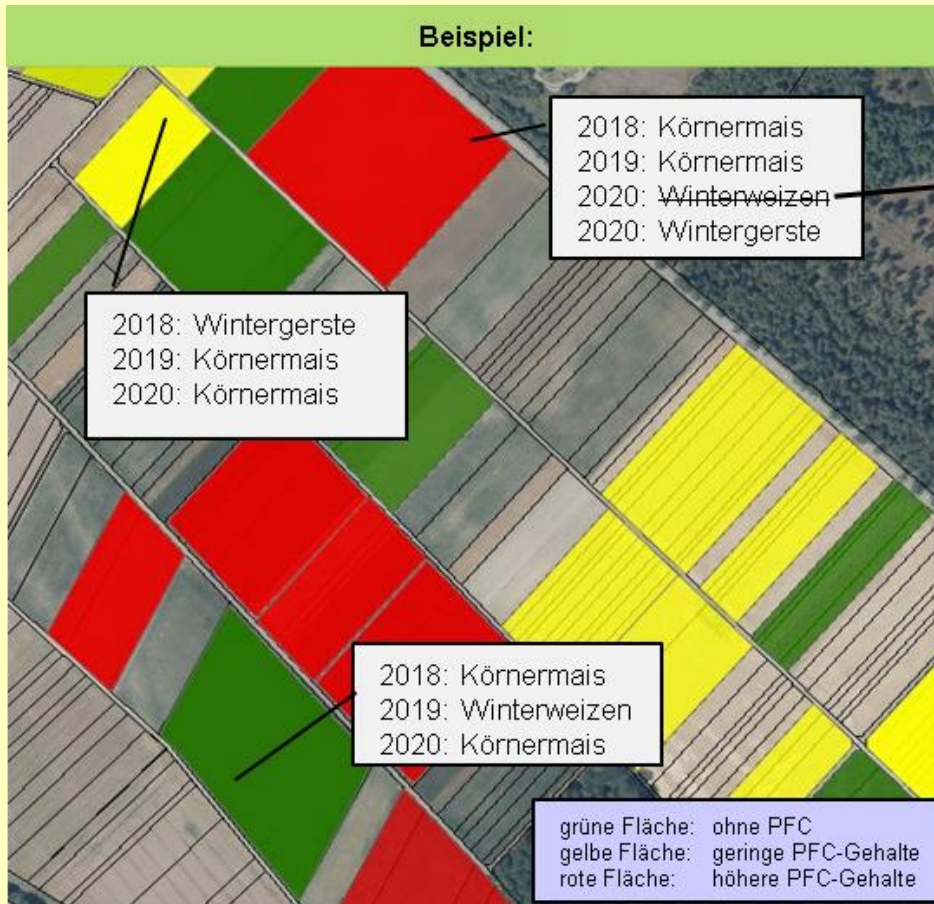 Beispiel:
2018: Körnermais
2019: Körnermais
2020: Winterweizen
2020: Wintergerste
2018: Wintergerste
2019: Körnermais
2020: Körnermais
2018: Körnermais
2019: Winterweizen
2020: Körnermais
grüne Fläche: ohne PFC
gelbe Fläche: geringe PFC-Gehalte
rote Fläche: höhere PFC-Gehalte